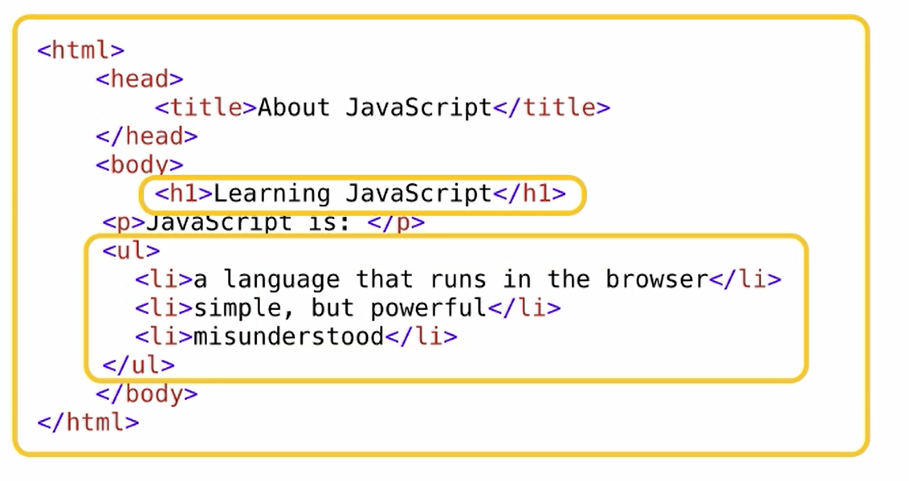 <html>
<head>
<title>About JavaScript</title>
</head>
<body>
<h1>Learning JavaScript</h1>
<p>JavaScript is: </p>
<ul>
<li>a language that runs in the browser</li>
<li>simple, but powerful</li>
<li>misunderstood</li>
</ul>
</body>
</html>